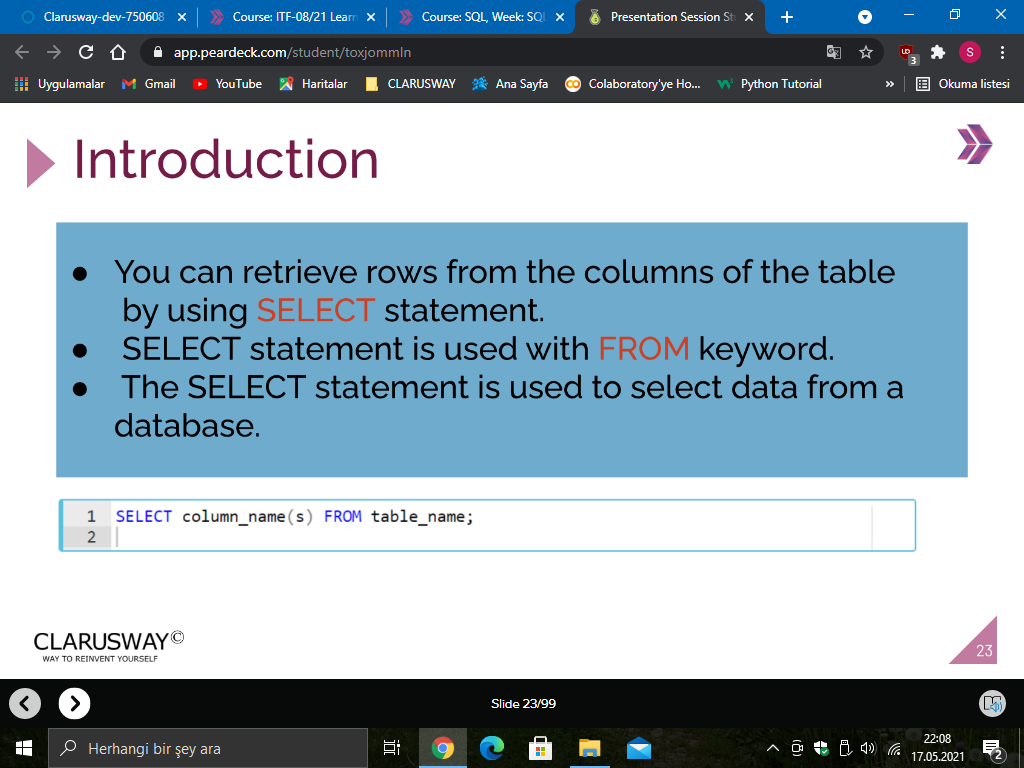 Clarusway-dev-750608
Course: ITF-08/21 Learn
Course: SQL, Week: SQL
Presentation Session St
app.peardeck.com/student/toxjommln
3
S
Uygulamalar
Gmail
YouTube
Haritalar
CLARUSWAY
Ana Sayfa
Colaboratory'ye Ho...
Python Tutorial
»
Okuma listesi
Introduction
● You can retrieve rows from the columns of the table
by using SELECT statement.
● SELECT statement is used with FROM keyword.
● The SELECT statement is used to select data from a
database.
1 SELECT column_name(s) FROM table_name;
2
CLARUSWAY©
WAY TO REINVENT YOURSELF
23
Slide 23/99
Herhangi bir şey ara
22:08
17.05.2021
2